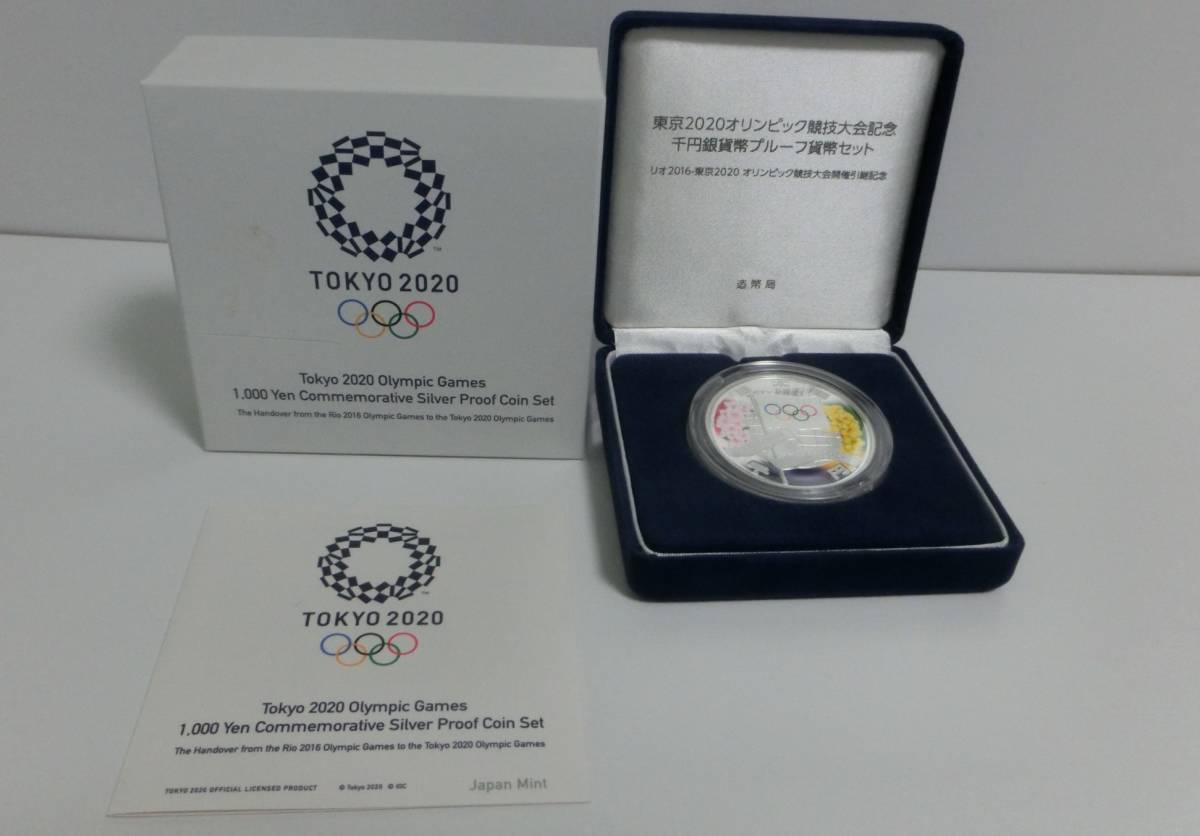 TOKYO 2020
Tokyo 2020 Olympic Games
1,000 Yen Commemorative Silver Proof Coin Set
The Handover from the Rio 2016 Olympic Games to the Tokyo 2020 Olympic Games
東京2020オリンピック競技大会記念
千円銀貨幣プルーフ貨幣セット
リオ2016-東京2020 オリンピック競技大会開催引継記念
造幣局
TOKYO 2020
Tokyo 2020 Olympic Games
1,000 Yen Commemorative Silver Proof Coin Set
The Handover from the Rio 2016 Olympic Games to the Tokyo 2020 Olympic Games
TOKYO 2020 OFFICIAL LICENSED PRODUCT © Tokyo 2020 © IOC
Japan Mint